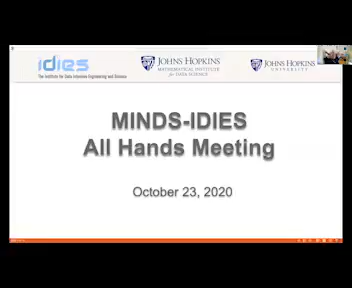 idies
The Institute for Data Intensive Engineering and Science
JOHNS HOPKINS
MATHEMATICAL INSTITUTE
for DATA SCIENCE
JOHNS HOPKINS
UNIVERSITY
MINDS-IDIES
All Hands Meeting
October 23, 2020